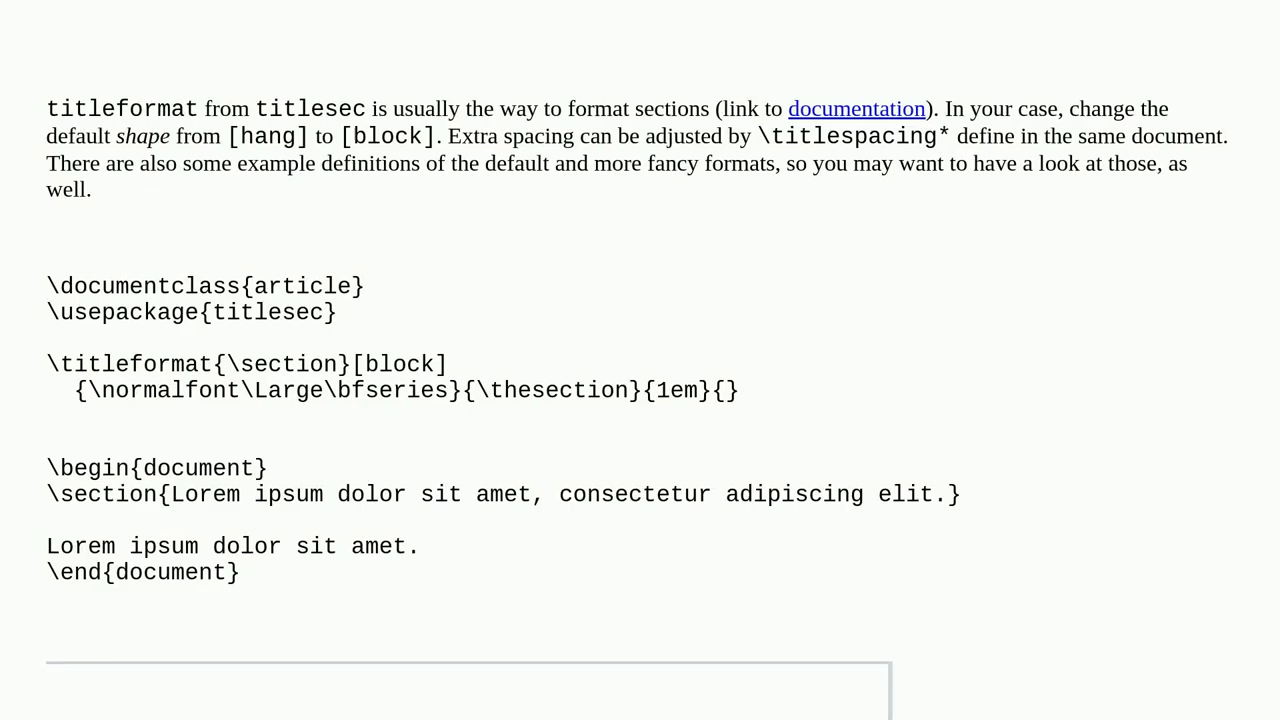 titleformat from titlesec is usually the way to format sections (link to documentation). In your case, change the
default shape from [hang] to [block]. Extra spacing can be adjusted by \titlespacing* define in the same document.
There are also some example definitions of the default and more fancy formats, so you may want to have a look at those, as
well.
\documentclass{article}
\usepackage{titlesec}
\titleformat{\section}[block]
  {\normalfont\Large\bfseries}{\thesection}{1em}{}
\begin{document}
\section{Lorem ipsum dolor sit amet, consectetur adipiscing elit.}
Lorem ipsum dolor sit amet.
\end{document}